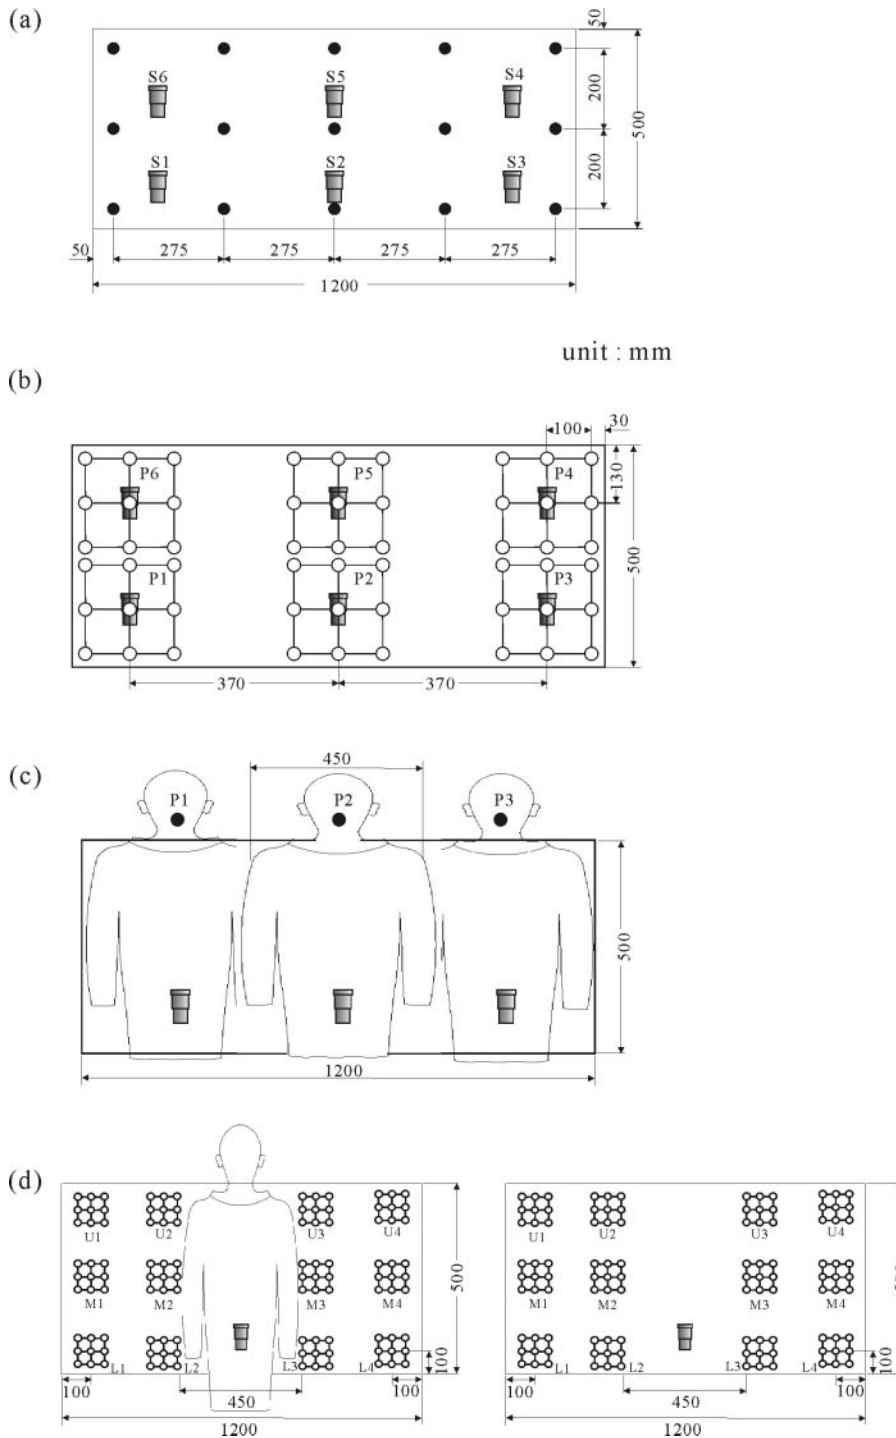 (a)
50
S6 S5 S4
200
500
S1 S2 S3
200
50 275 275 275 275
1200
unit : mm
(b)
100 30
P6 P5 P4
130
500
P1 P2 P3
370 370
(c)
450
P1 P2 P3
500
1200
(d)
U1 U2 U3 U4 U1 U2 U3 U4
500
M1 M2 M3 M4 M1 M2 M3 M4
L1 L2 L3 L4 100 L1 L2 L3 L4 100
100 450 100 100 450 100
1200 1200